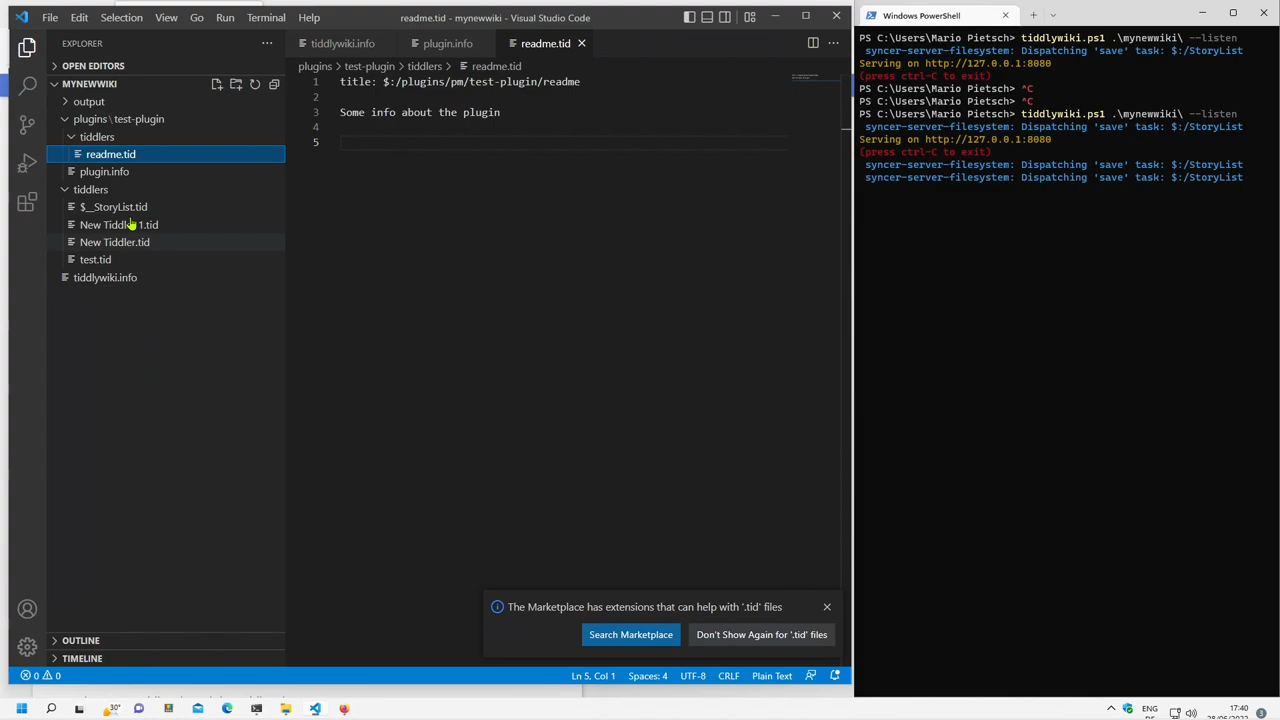 File Edit Selection View Go Run Terminal Help
readme.tid - mynewwiki - Visual Studio Code
EXPLORER
OPEN EDITORS
MYNEWWIKI
output
plugins\test-plugin
tiddlers
readme.tid
plugin.info
tiddlers
$__StoryList.tid
New Tiddler 1.tid
New Tiddler.tid
test.tid
tiddlywiki.info
OUTLINE
TIMELINE
tiddlywiki.info
plugin.info
readme.tid
plugins > test-plugin > tiddlers > readme.tid
1 title: $:/plugins/pm/test-plugin/readme
2
3 Some info about the plugin
4
5
The Marketplace has extensions that can help with '.tid' files
Search Marketplace
Don't Show Again for '.tid' files
0 0
Ln 5, Col 1 Spaces: 4 UTF-8 CRLF Plain Text
Windows PowerShell
PS C:\Users\Mario Pietsch> tiddlywiki.ps1 .\mynewwiki\ --listen
syncer-server-filesystem: Dispatching 'save' task: $:/StoryList
Serving on http://127.0.0.1:8080
(press ctrl-C to exit)
PS C:\Users\Mario Pietsch> ^C
PS C:\Users\Mario Pietsch> ^C
PS C:\Users\Mario Pietsch> tiddlywiki.ps1 .\mynewwiki\ --listen
syncer-server-filesystem: Dispatching 'save' task: $:/StoryList
Serving on http://127.0.0.1:8080
(press ctrl-C to exit)
syncer-server-filesystem: Dispatching 'save' task: $:/StoryList
syncer-server-filesystem: Dispatching 'save' task: $:/StoryList
30°
ENG
17:40